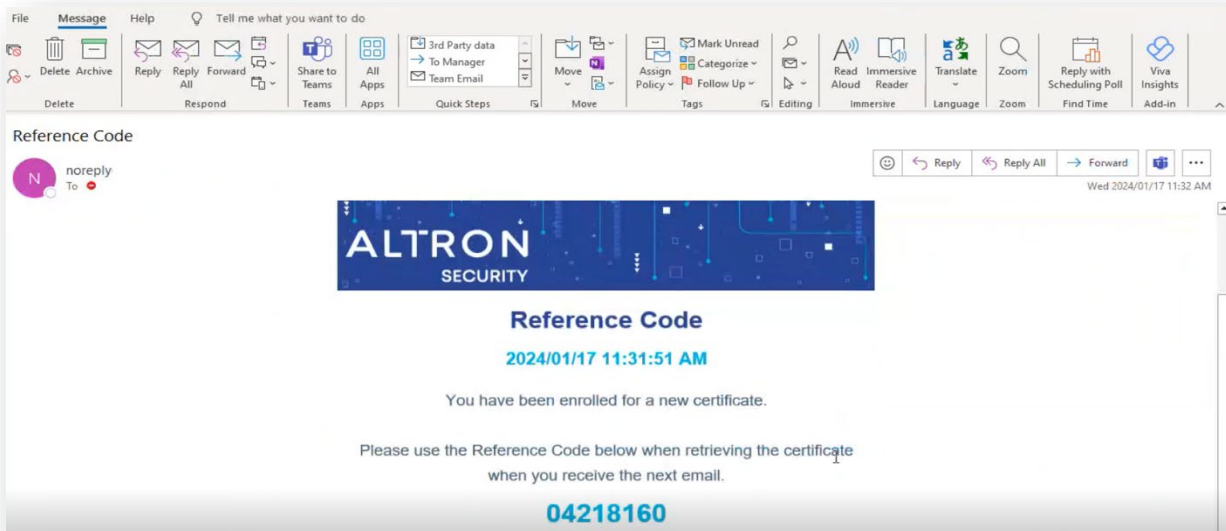 File Message Help Tell me what you want to do
Delete Archive Reply Reply All Forward Share to Teams All Apps 3rd Party data To Manager Team Email Move Assign Policy Mark Unread Categorize Follow Up Read Aloud Immersive Reader Translate Zoom Reply with Scheduling Poll Viva Insights
Delete Respond Teams Apps Quick Steps Move Tags Editing Immersive Language Zoom Find Time Add-in
Reference Code
N noreply
To
Reply Reply All Forward
Wed 2024/01/17 11:32 AM
ALTRON
SECURITY
Reference Code
2024/01/17 11:31:51 AM
You have been enrolled for a new certificate.
Please use the Reference Code below when retrieving the certificate
when you receive the next email.
04218160